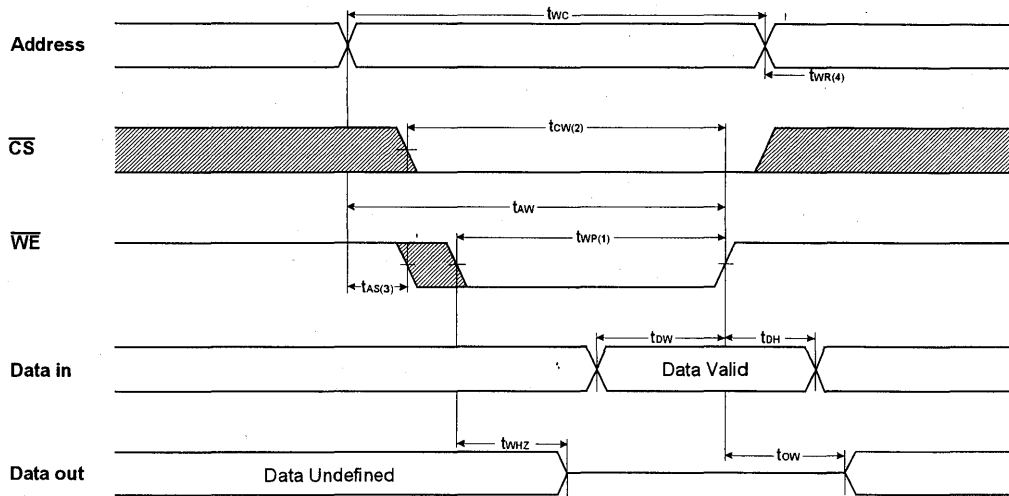 tWC
Address
tWR(4)
CS
tCW(2)
tAW
WE
tWP(1)
tAS(3)
tDW
tDH
Data in
Data Valid
tWHZ
tOW
Data out
Data Undefined